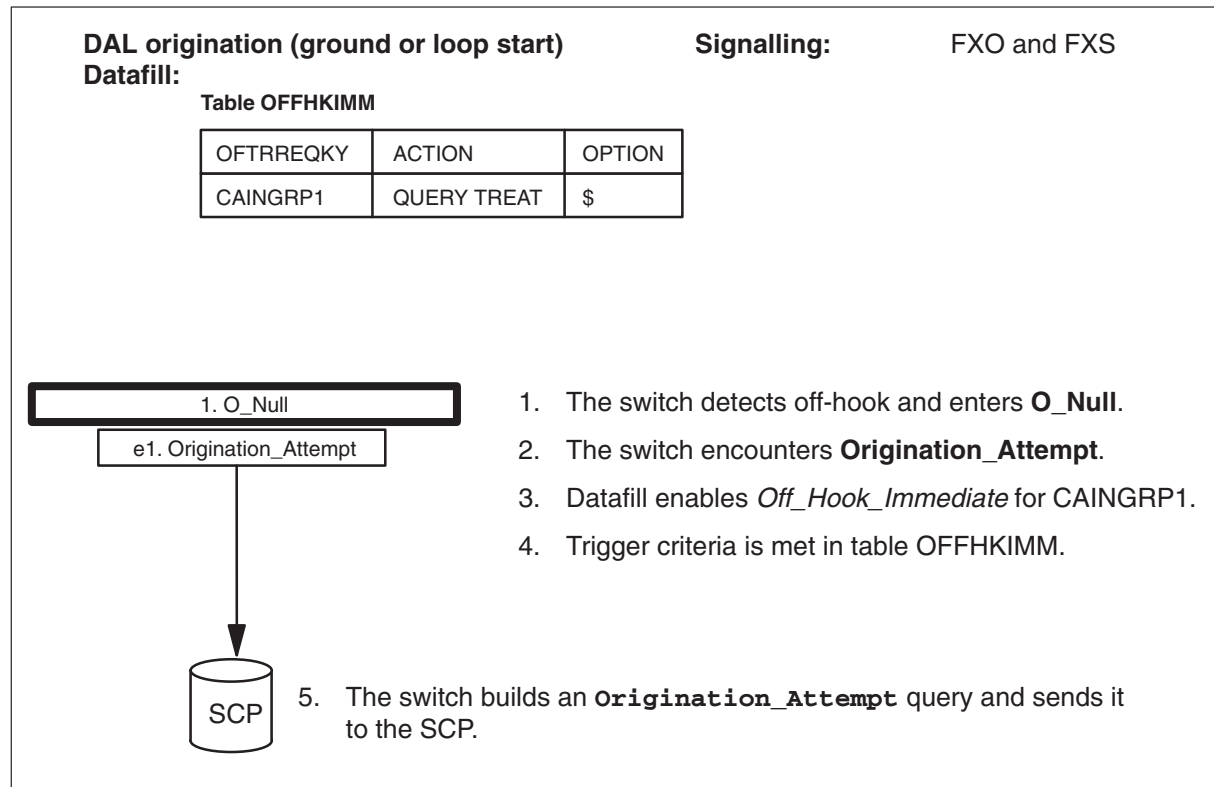 DAL origination (ground or loop start) Signalling: FXO and FXS
Datafill:
Table OFFHKIMM
OFTRREQKY ACTION OPTION
CAINGRP1 QUERY TREAT $
1. O_Null
e1. Origination_Attempt
1. The switch detects off-hook and enters O_Null.
2. The switch encounters Origination_Attempt.
3. Datafill enables Off_Hook_Immediate for CAINGRP1.
4. Trigger criteria is met in table OFFHKIMM.
SCP
5. The switch builds an Origination_Attempt query and sends it
to the SCP.